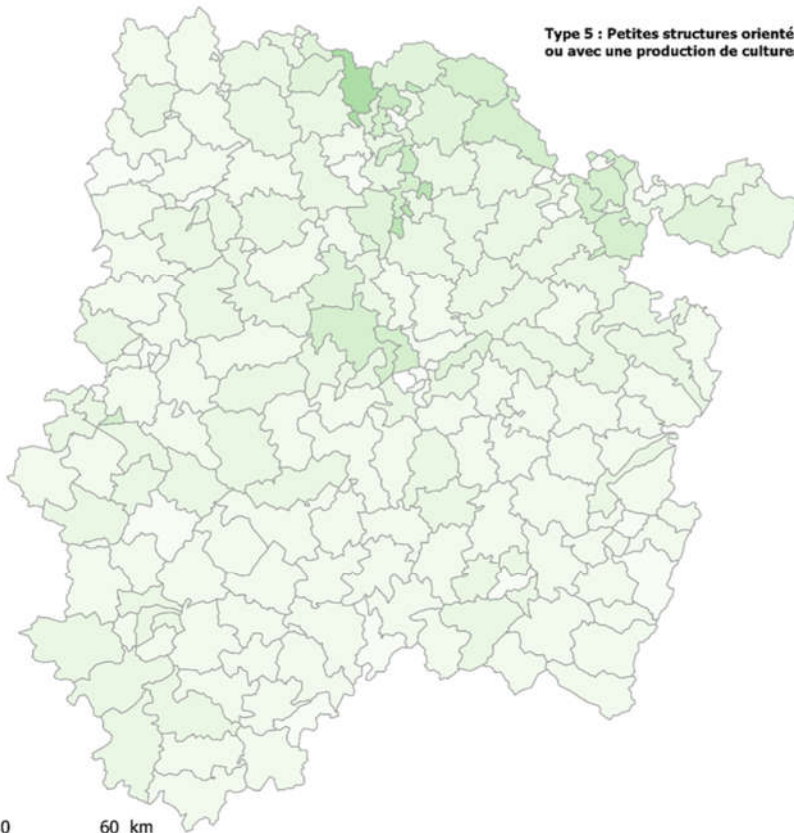 Type 5 : Petites structures orienté
ou avec une production de culture
0 60 km